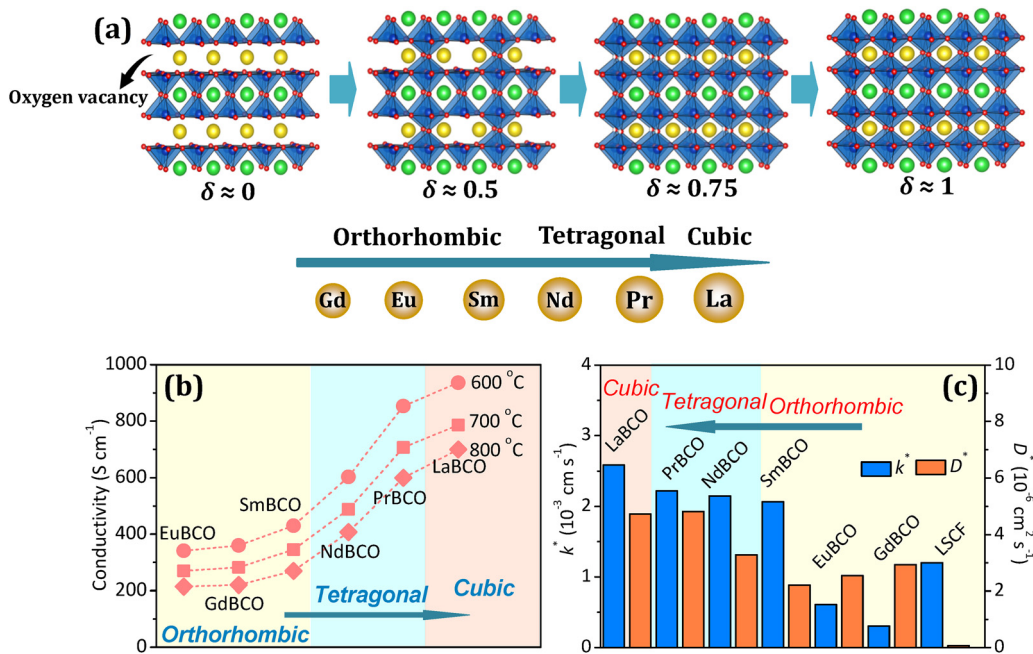 (a)
Oxygen vacancy
δ ≈ 0
δ ≈ 0.5
δ ≈ 0.75
δ ≈ 1
Orthorhombic
Tetragonal
Cubic
Gd
Eu
Sm
Nd
Pr
La
(b)
Conductivity (S cm⁻¹)
1000
800
600
400
200
0
600 °C
700 °C
800 °C
EuBCO
GdBCO
SmBCO
NdBCO
PrBCO
LaBCO
Orthorhombic
Tetragonal
Cubic
(c)
k* (10⁻³ cm s⁻¹)
4
3
2
1
0
Cubic
Tetragonal
Orthorhombic
LaBCO
PrBCO
NdBCO
SmBCO
EuBCO
GdBCO
LSCF
k*
D*
10
8
6
4
2
0
D* (10⁻⁶ cm² s⁻¹)